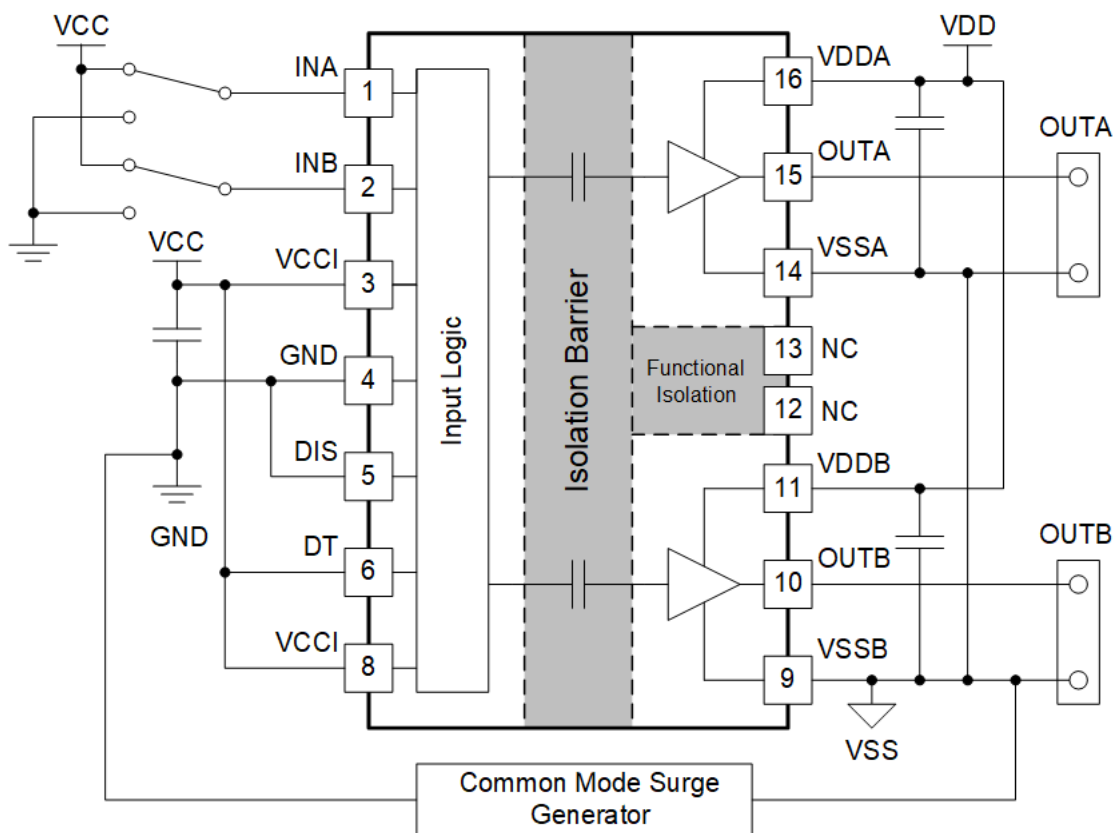 VCC
VDD
INA
1
16
VDDA
OUTA
INB
2
15
OUTA
VCC
VCCI
3
14
VSSA
Input Logic
Isolation Barrier
Functional
Isolation
13
NC
GND
4
12
NC
DIS
5
11
VDDB
GND
DT
6
10
OUTB
OUTB
VCCI
8
9
VSSB
VSS
Common Mode Surge
Generator